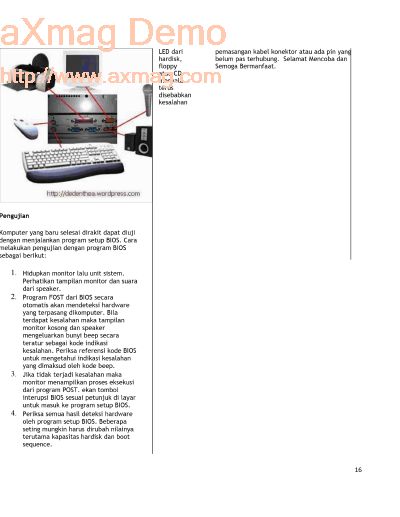 aXmag Demo
http://www.axmag.com
http://dedenthea.wordpress.com
Pengujian
Komputer yang baru selesai dirakit dapat diuji
dengan menjalankan program setup BIOS. Cara
melakukan pengujian dengan program BIOS
sebagai berikut:
1. Hidupkan monitor lalu unit sistem.
Perhatikan tampilan monitor dan suara
dari speaker.
2. Program POST dari BIOS secara
otomatis akan mendeteksi hardware
yang terpasang dikomputer. Bila
terdapat kesalahan maka tampilan
monitor kosong dan speaker
mengeluarkan bunyi beep secara
teratur sebagai kode indikasi
kesalahan. Periksa referensi kode BIOS
untuk mengetahui indikasi kesalahan
yang dimaksud oleh kode beep.
3. Jika tidak terjadi kesalahan maka
monitor menampilkan proses eksekusi
dari program POST. ekan tombol
interupsi BIOS sesuai petunjuk di layar
untuk masuk ke program setup BIOS.
4. Periksa semua hasil deteksi hardware
oleh program setup BIOS. Beberapa
seting mungkin harus dirubah nilainya
terutama kapasitas hardisk dan boot
sequence.
LED dari
hardisk,
floppy
CD
terus
disebabkan
kesalahan
pemasangan kabel konektor atau ada pin yang
belum pas terhubung. Selamat Mencoba dan
Semoga Bermanfaat.
16